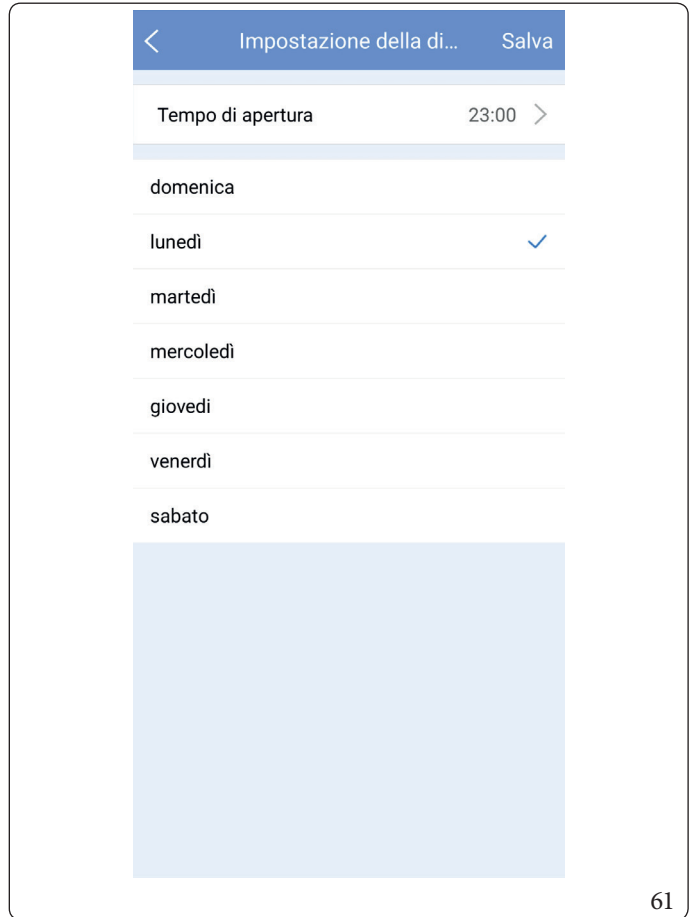 Impostazione della di... Salva
Tempo di apertura 23:00
domenica
lunedì
martedì
mercoledì
giovedi
venerdì
sabato
61